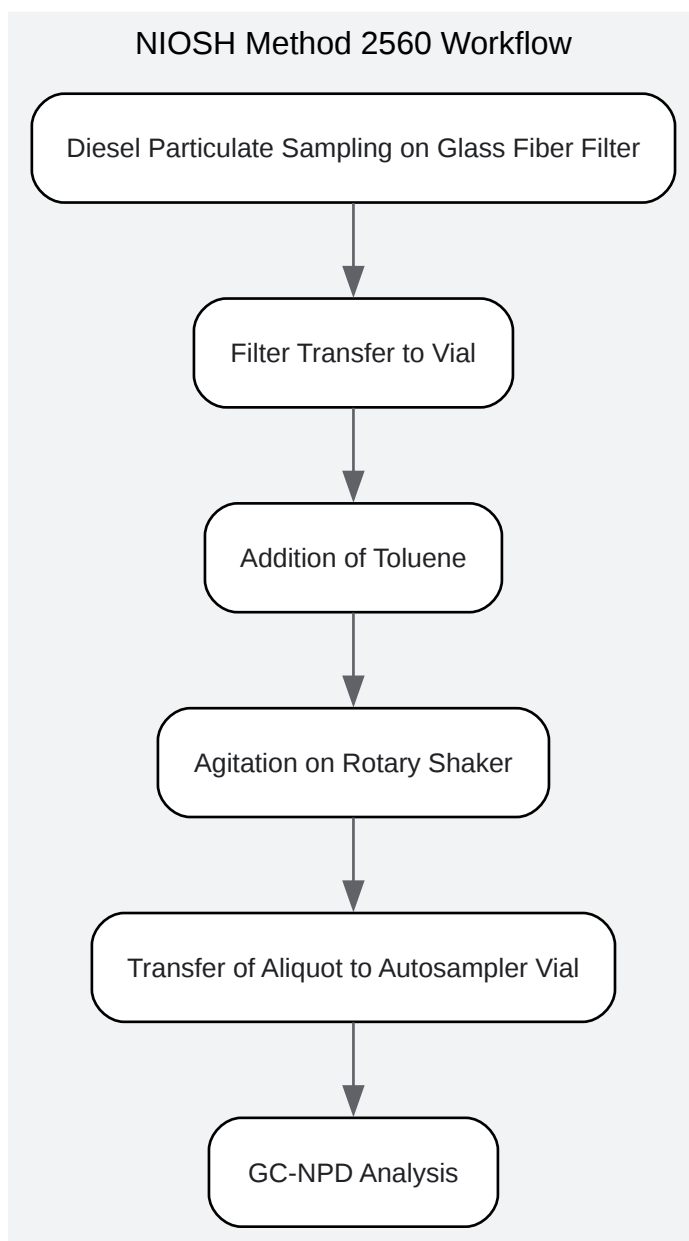 NIOSH Method 2560 Workflow
Diesel Particulate Sampling on Glass Fiber Filter
Filter Transfer to Vial
Addition of Toluene
Agitation on Rotary Shaker
Transfer of Aliquot to Autosampler Vial
GC-NPD Analysis